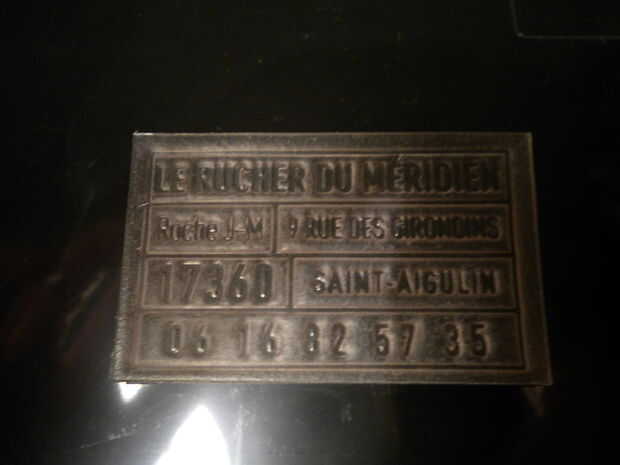 LE RUCHER DU MÉRIDIEN
Roche J-M 9 RUE DES GIRONDINS
17360 SAINT-AIGULIN
06 16 82 57 35